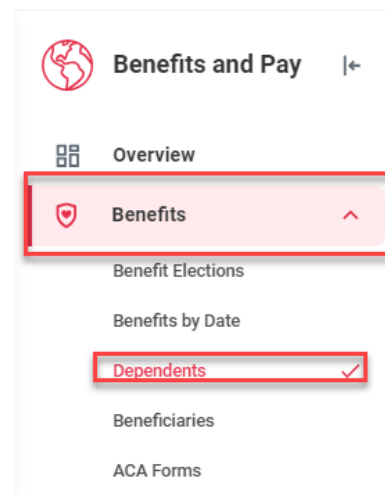 Benefits and Pay
Overview
Benefits
Benefit Elections
Benefits by Date
Dependents
Beneficiaries
ACA Forms